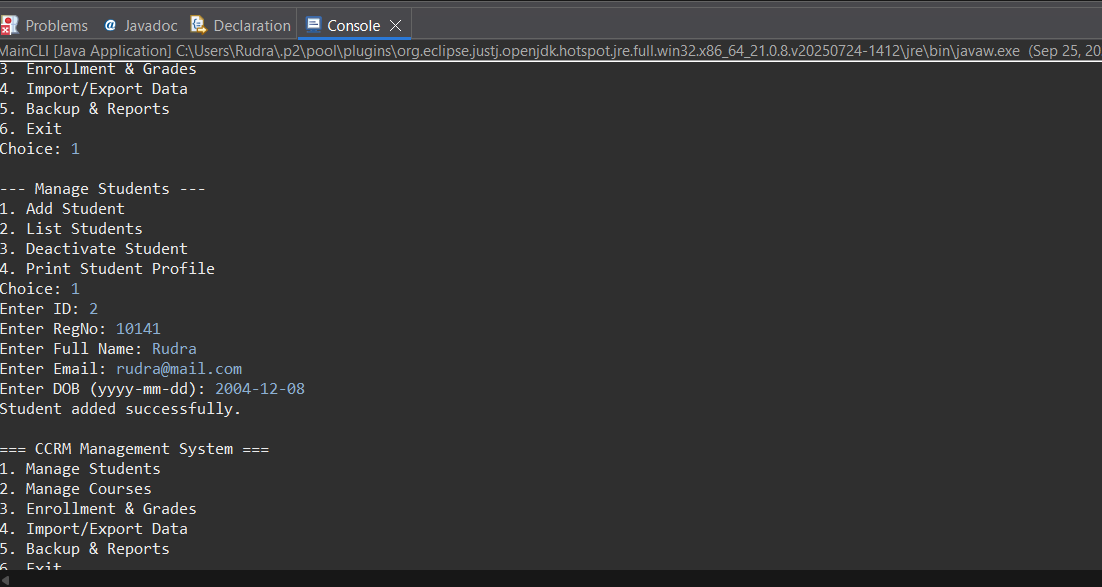 Problems @ Javadoc Declaration Console
MainCLI [Java Application] C:\Users\Rudra\.p2\pool\plugins\org.eclipse.justj.openjdk.hotspot.jre.full.win32.x86_64_21.0.8.v20250724-1412\jre\bin\javaw.exe (Sep 25, 20
3. Enrollment & Grades
4. Import/Export Data
5. Backup & Reports
6. Exit
Choice: 1
--- Manage Students ---
1. Add Student
2. List Students
3. Deactivate Student
4. Print Student Profile
Choice: 1
Enter ID: 2
Enter RegNo: 10141
Enter Full Name: Rudra
Enter Email: rudra@mail.com
Enter DOB (yyyy-mm-dd): 2004-12-08
Student added successfully.
=== CCRM Management System ===
1. Manage Students
2. Manage Courses
3. Enrollment & Grades
4. Import/Export Data
5. Backup & Reports
6. Exit